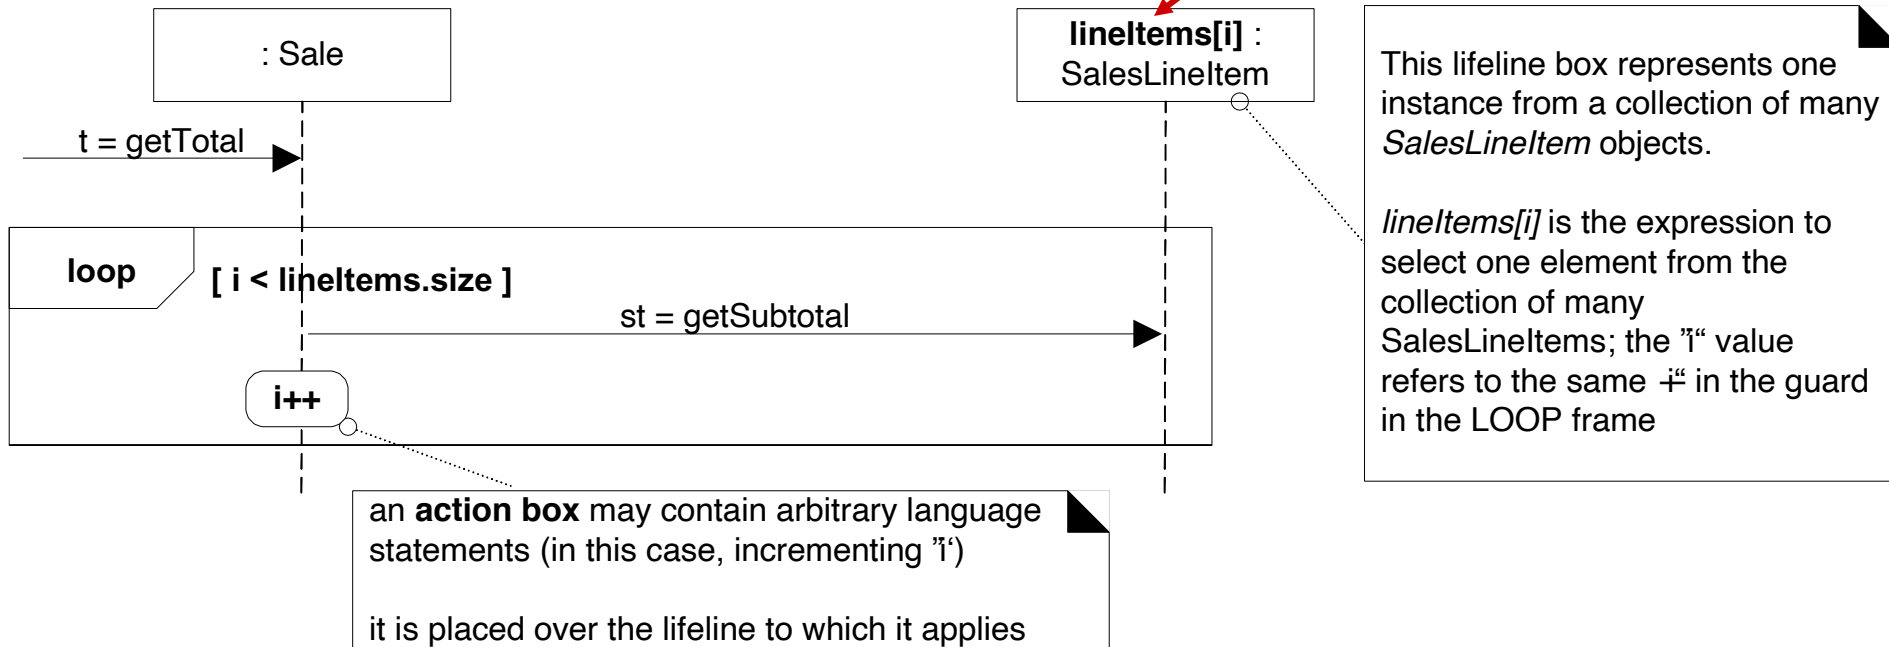 : Sale
lineItems[i] :
SalesLineItem
t = getTotal
loop
[ i < lineItems.size ]
st = getSubtotal
i++
This lifeline box represents one
instance from a collection of many
SalesLineItem objects.
lineItems[i] is the expression to
select one element from the
collection of many
SalesLineItems; the "i“ value
refers to the same i“ in the guard
in the LOOP frame
an action box may contain arbitrary language
statements (in this case, incrementing "i‘)
it is placed over the lifeline to which it applies